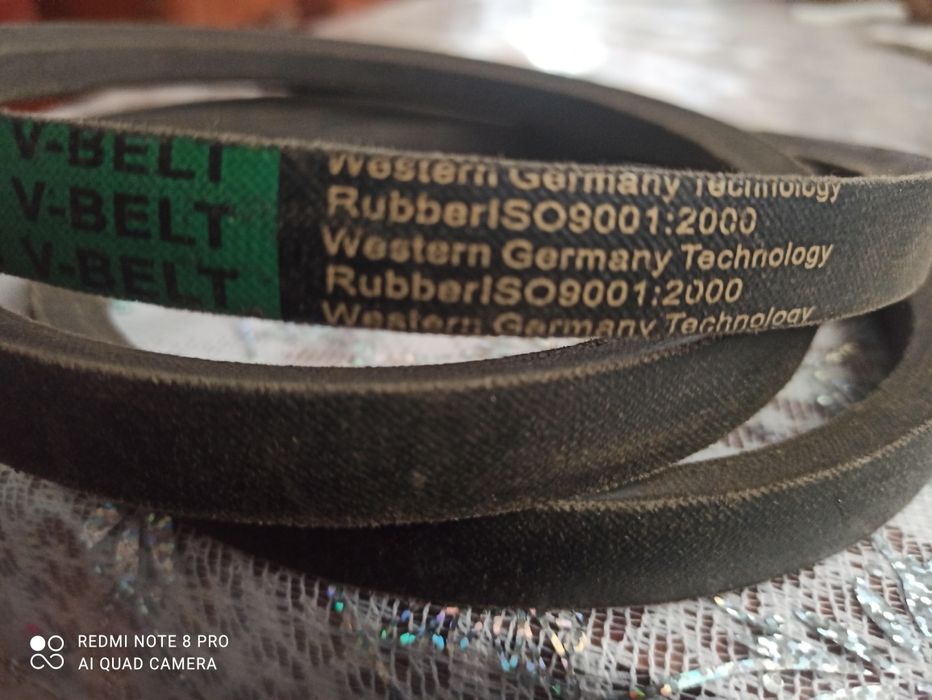 V-BELT
V-BELT
V-BELT
Western Germany Technology
RubberISO9001:2000
Western Germany Technology
RubberISO9001:2000
Western Germany Technology
REDMI NOTE 8 PRO
AI QUAD CAMERA